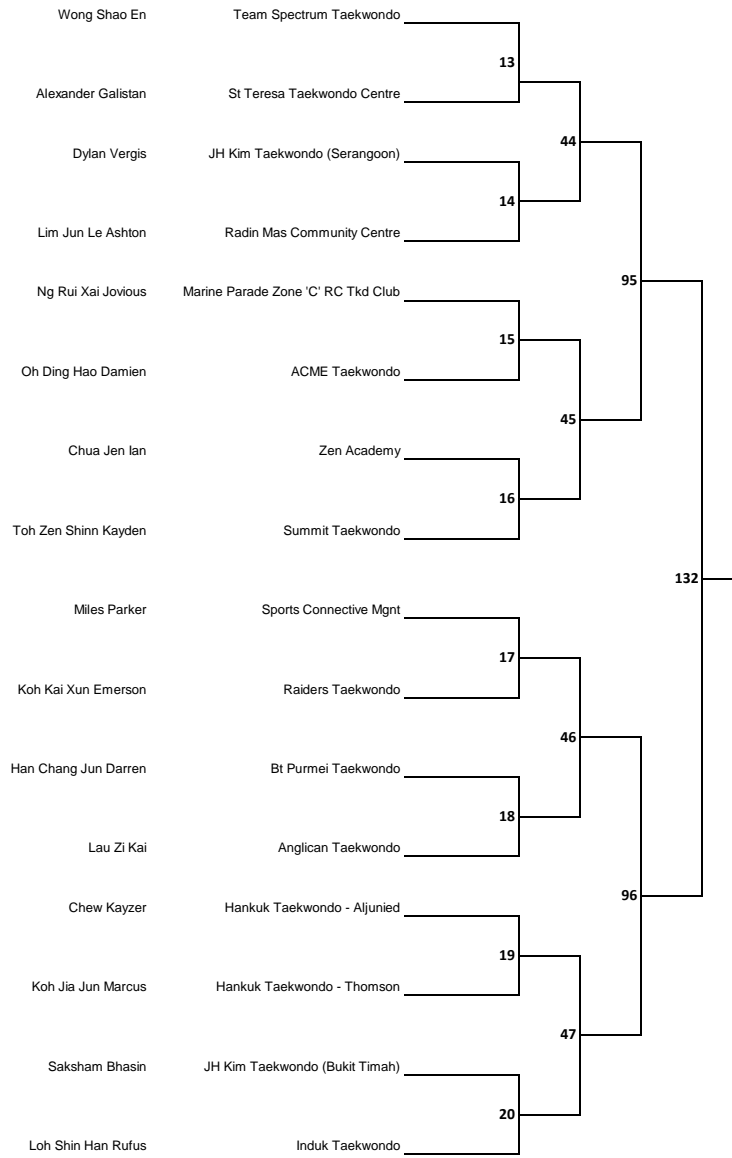 Wong Shao En Team Spectrum Taekwondo
13
Alexander Galistan St Teresa Taekwondo Centre
44
Dylan Vergis JH Kim Taekwondo (Serangoon)
14
Lim Jun Le Ashton Radin Mas Community Centre
95
Ng Rui Xai Jovious Marine Parade Zone 'C' RC Tkd Club
15
Oh Ding Hao Damien ACME Taekwondo
45
Chua Jen Ian Zen Academy
16
Toh Zen Shinn Kayden Summit Taekwondo
132
Miles Parker Sports Connective Mgnt
17
Koh Kai Xun Emerson Raiders Taekwondo
46
Han Chang Jun Darren Bt Purmei Taekwondo
18
Lau Zi Kai Anglican Taekwondo
96
Chew Kayzer Hankuk Taekwondo - Aljunied
19
Koh Jia Jun Marcus Hankuk Taekwondo - Thomson
47
Saksham Bhasin JH Kim Taekwondo (Bukit Timah)
20
Loh Shin Han Rufus Induk Taekwondo